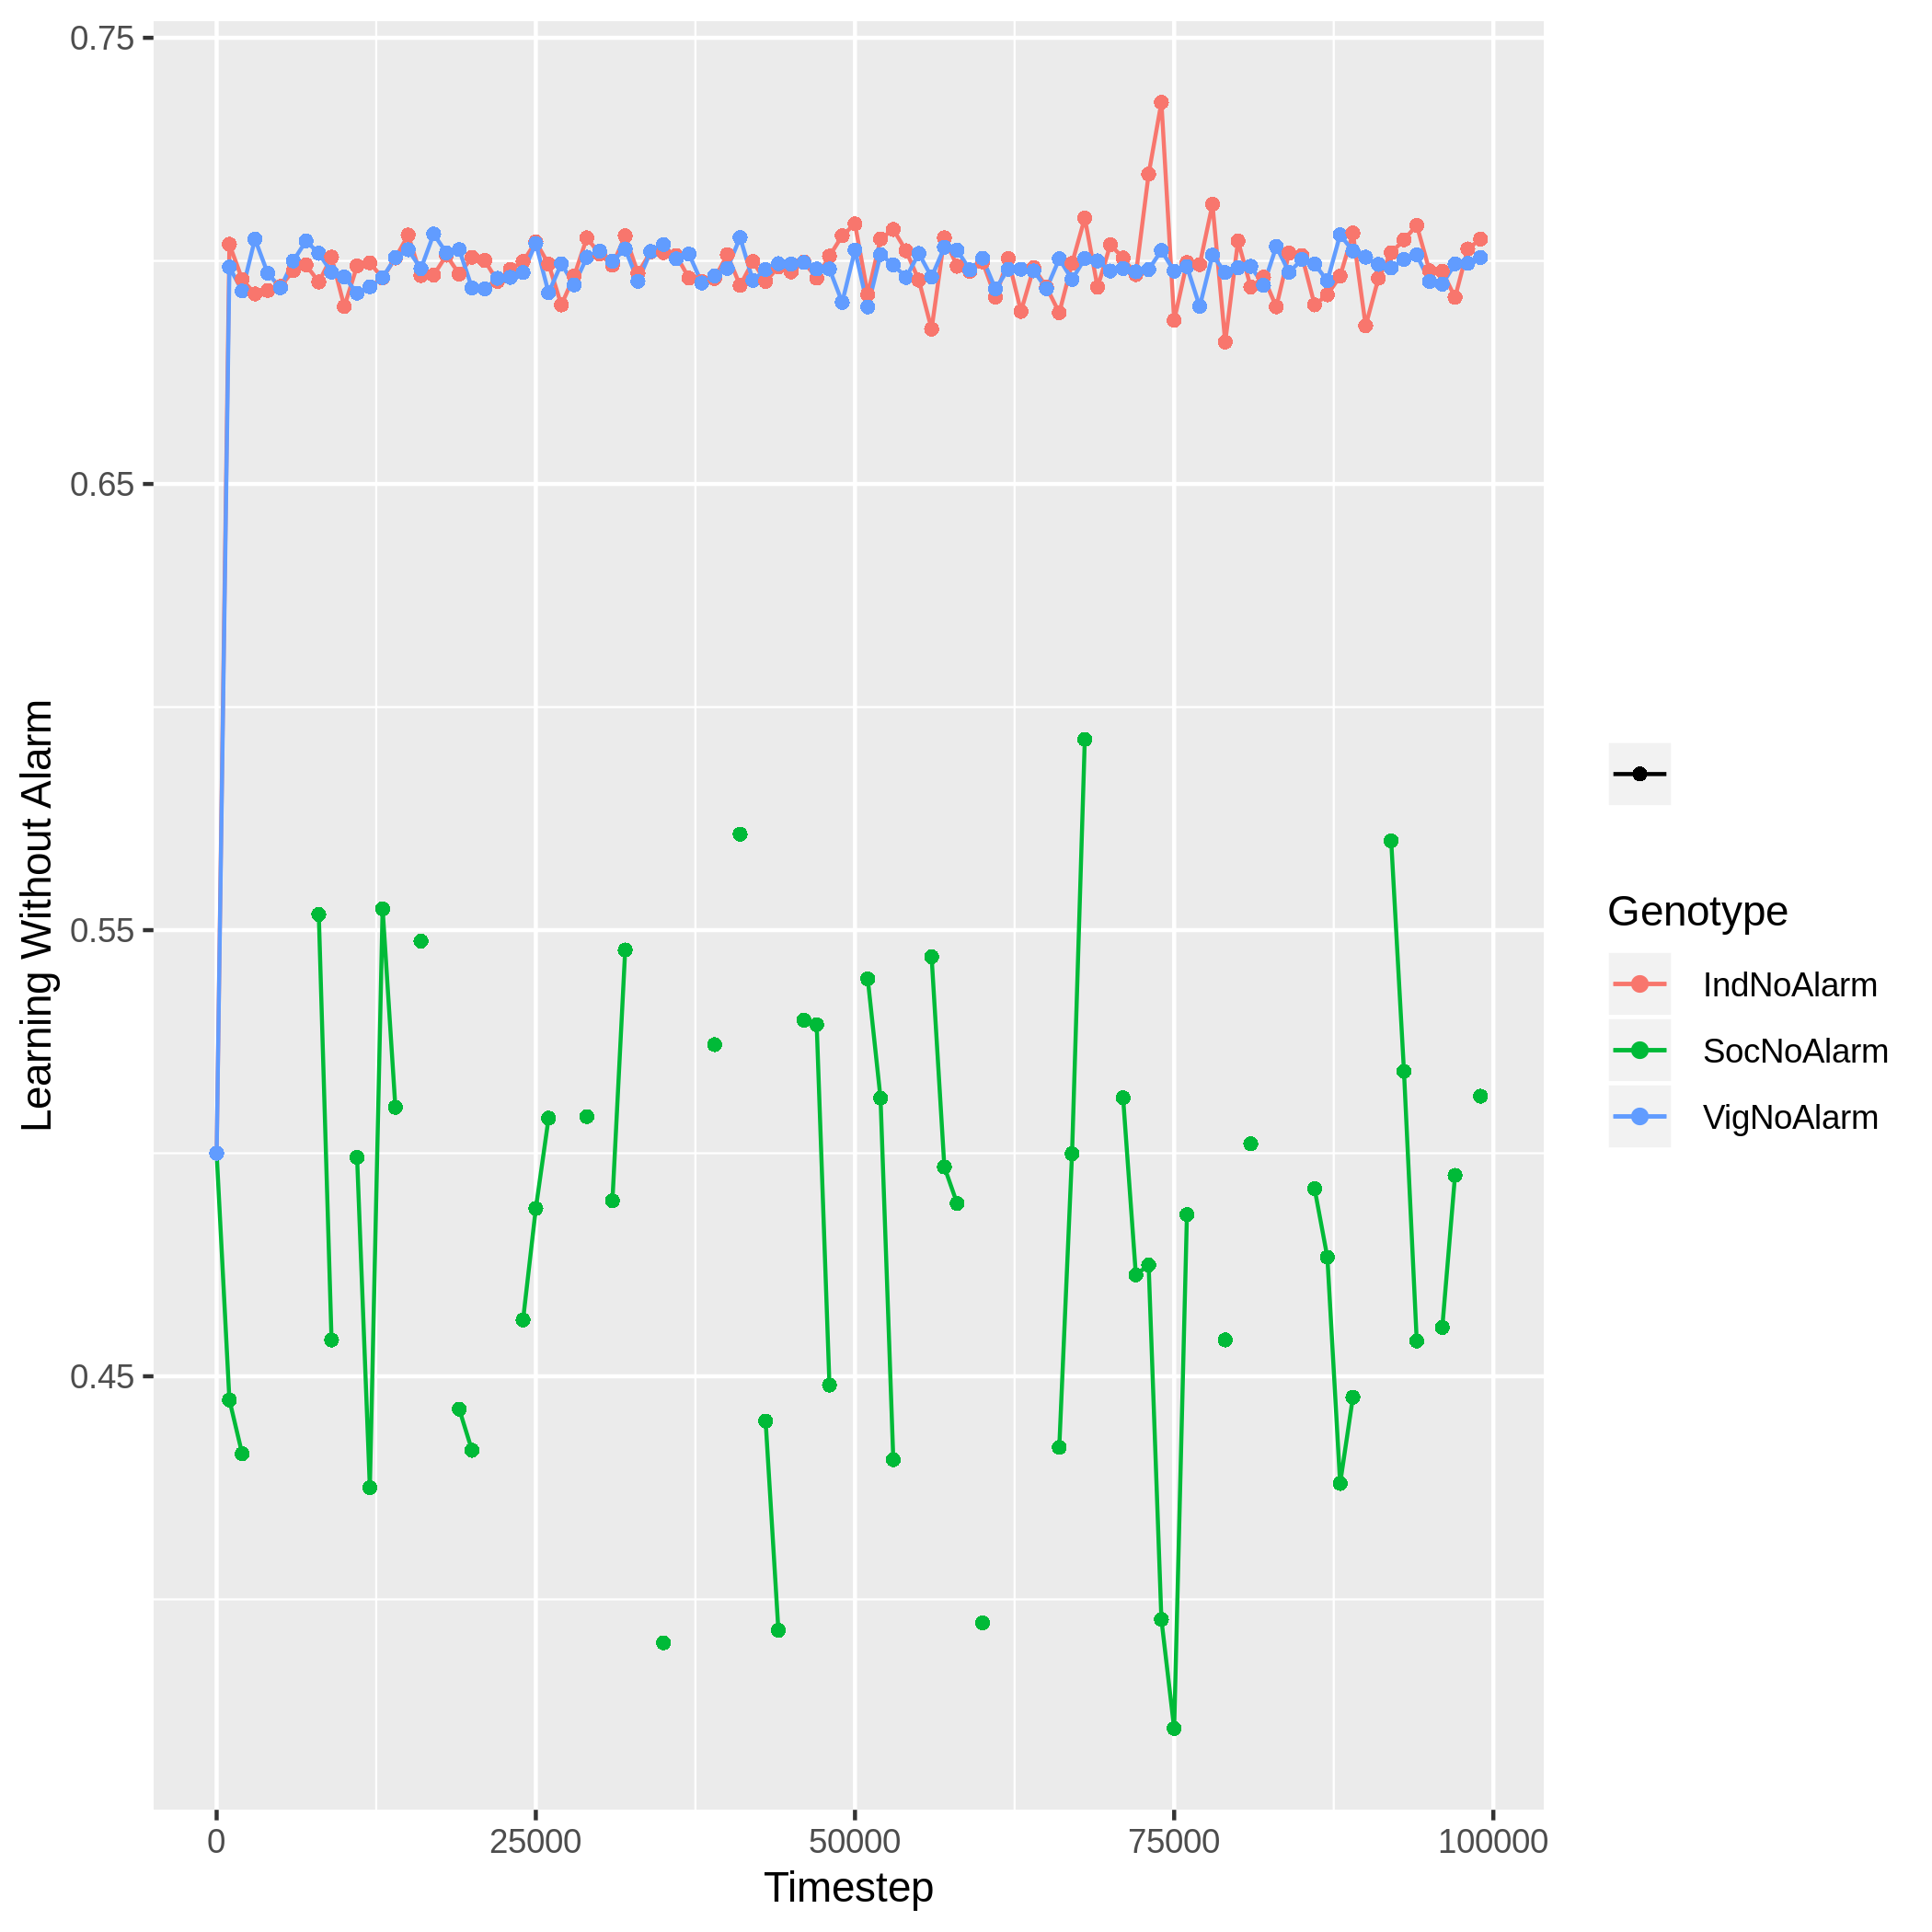 0.75
0.65
0.55
0.45
Learning Without Alarm
0
25000
50000
75000
100000
Timestep
Genotype
IndNoAlarm
SocNoAlarm
VigNoAlarm